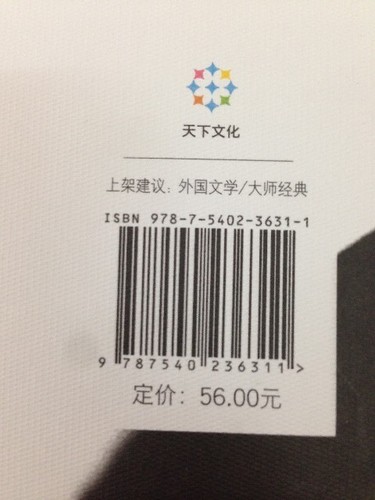 天下文化
上架建议：外国文学/大师经典
ISBN 978-7-5402-3631-1
9 787540 236311 >
定价：56.00元